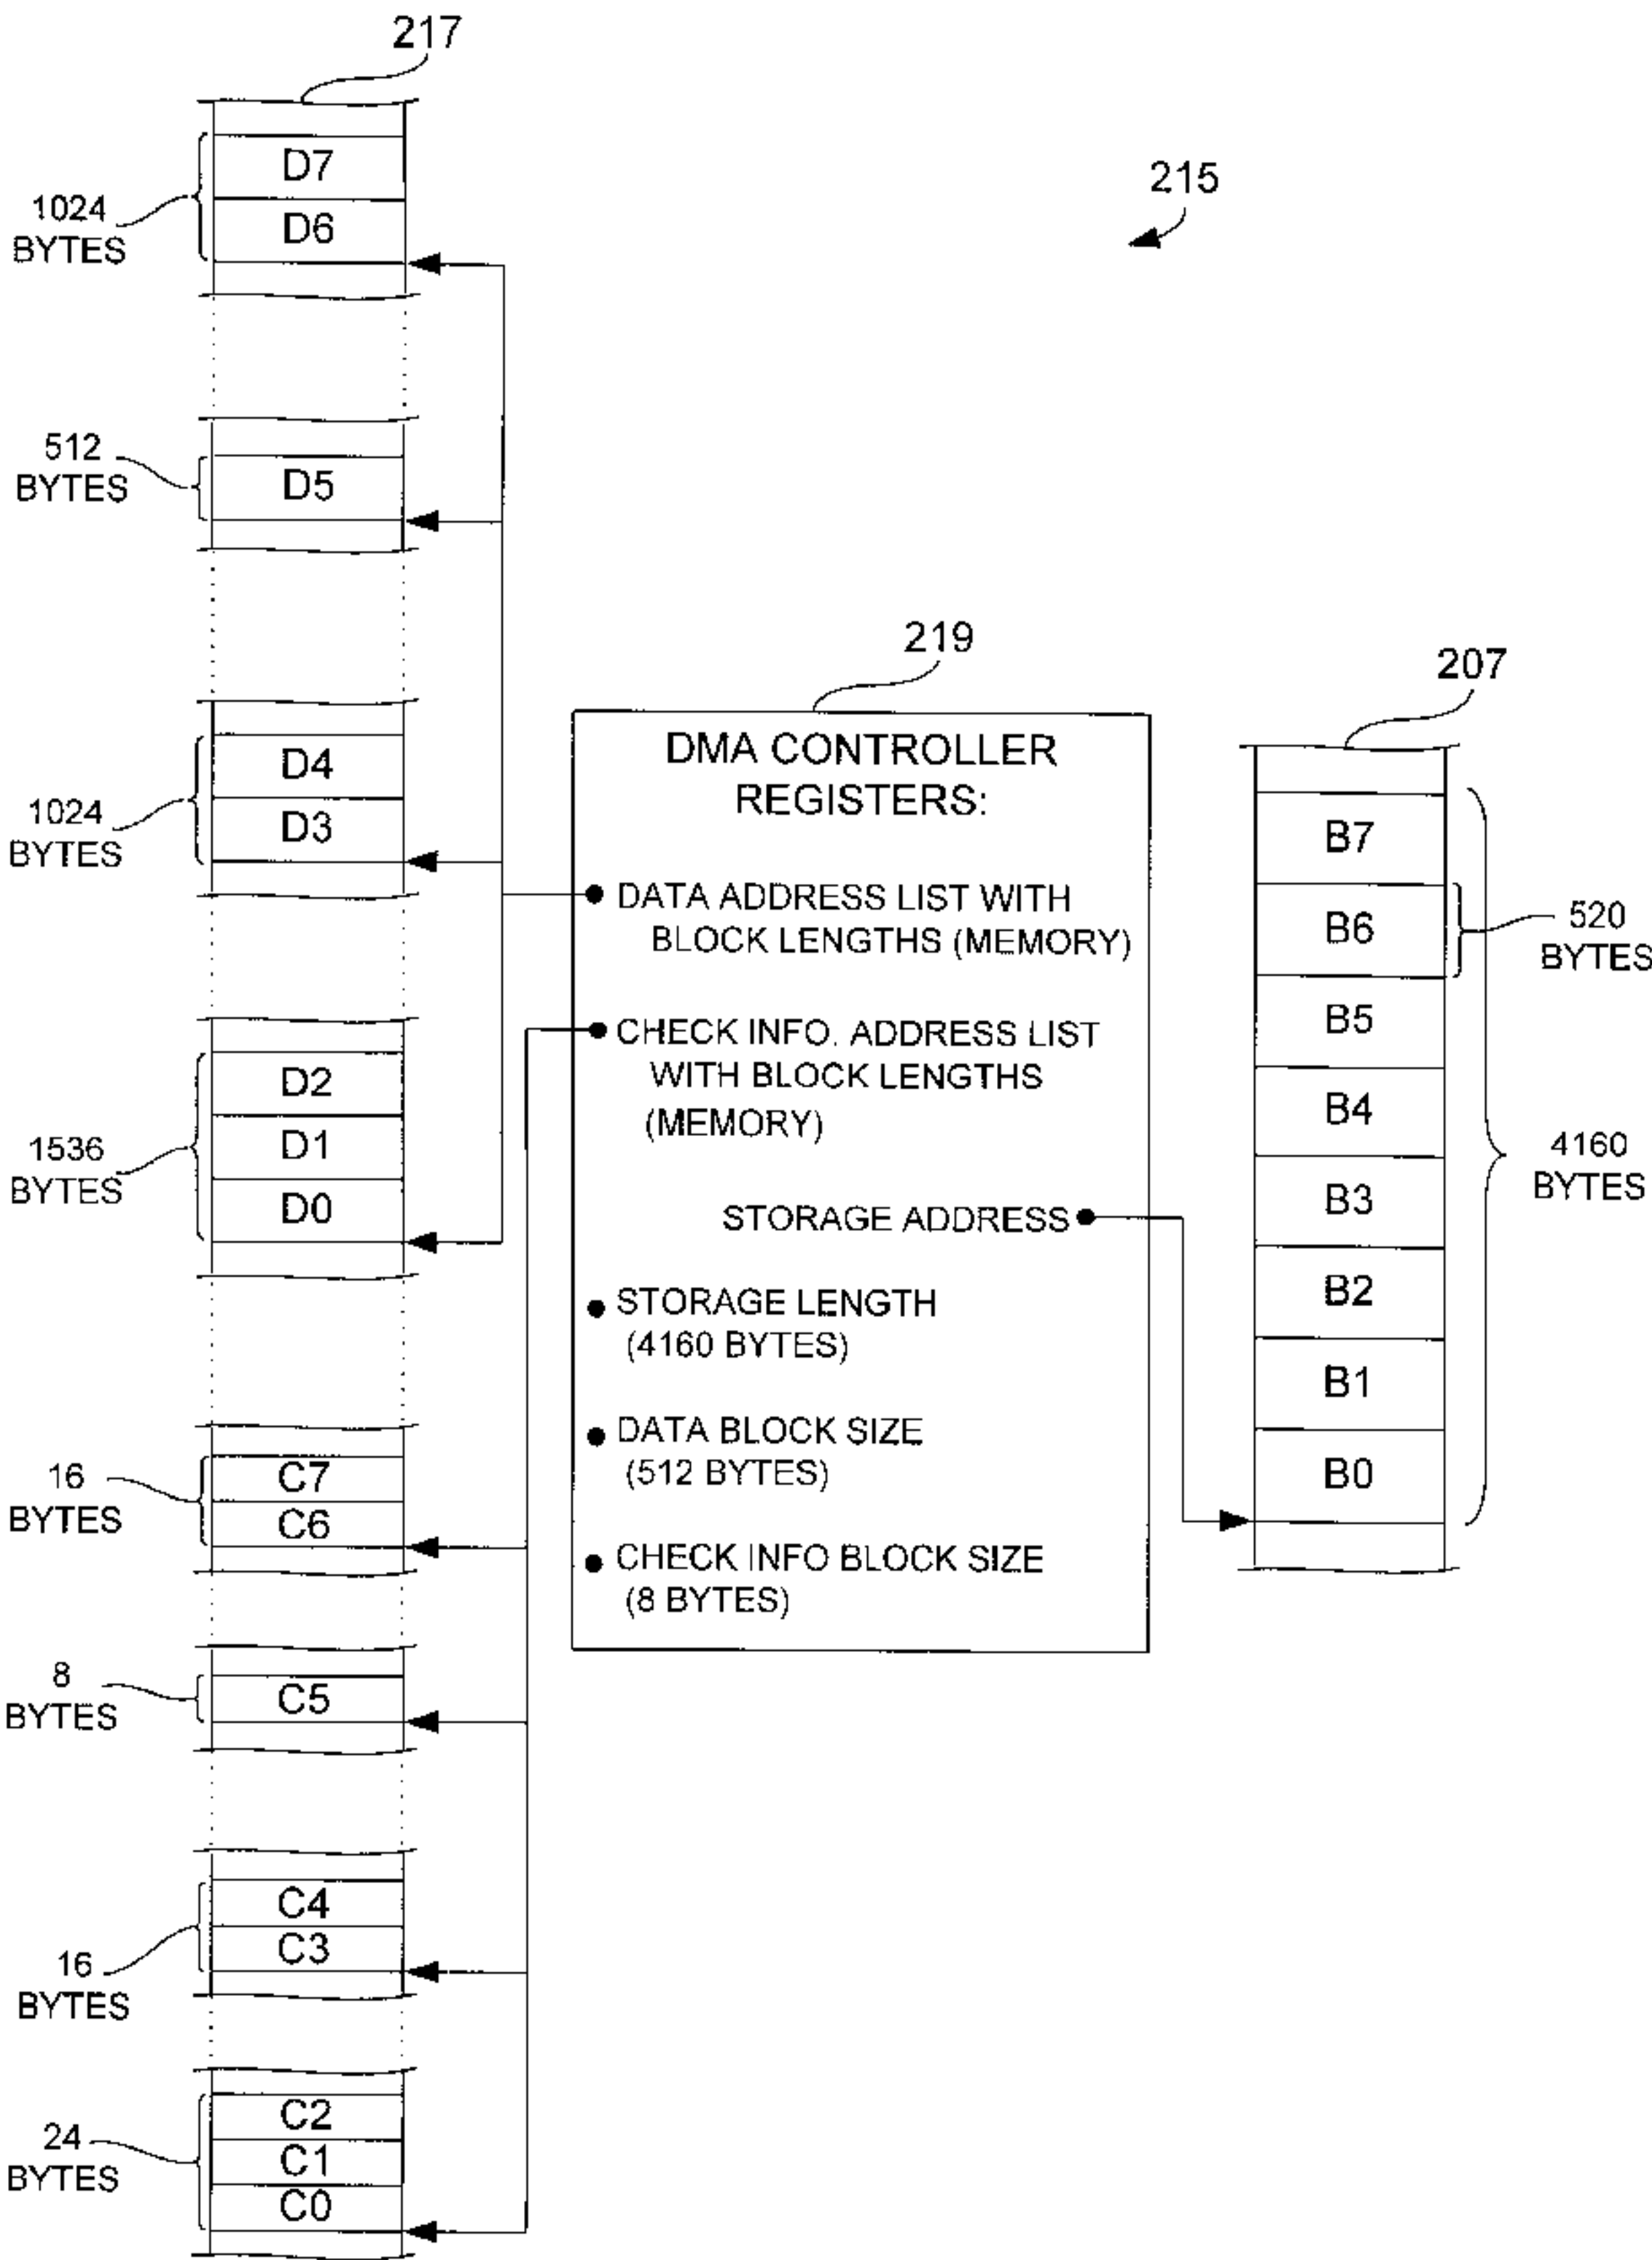 217
D7
D6
1024
BYTES
215
D5
512
BYTES
D4
D3
1024
BYTES
D2
D1
D0
1536
BYTES
C7
C6
16
BYTES
C5
8
BYTES
C4
C3
16
BYTES
C2
C1
C0
24
BYTES
219
DMA CONTROLLER
REGISTERS:
● DATA ADDRESS LIST WITH
BLOCK LENGTHS (MEMORY)
● CHECK INFO. ADDRESS LIST
WITH BLOCK LENGTHS
(MEMORY)
STORAGE ADDRESS ●
● STORAGE LENGTH
(4160 BYTES)
● DATA BLOCK SIZE
(512 BYTES)
● CHECK INFO BLOCK SIZE
(8 BYTES)
207
B7
B6
B5
B4
B3
B2
B1
B0
520
BYTES
4160
BYTES